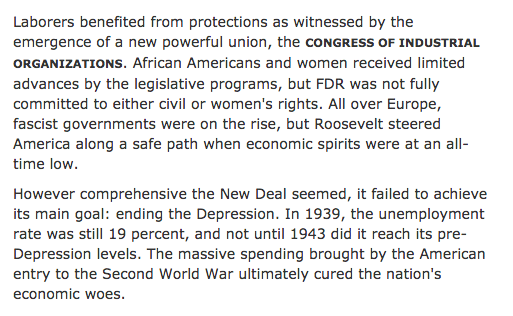 Laborers benefited from protections as witnessed by the
emergence of a new powerful union, the CONGRESS OF INDUSTRIAL
ORGANIZATIONS. African Americans and women received limited
advances by the legislative programs, but FDR was not fully
committed to either civil or women's rights. All over Europe,
fascist governments were on the rise, but Roosevelt steered
America along a safe path when economic spirits were at an all-
time low.
However comprehensive the New Deal seemed, it failed to achieve
its main goal: ending the Depression. In 1939, the unemployment
rate was still 19 percent, and not until 1943 did it reach its pre-
Depression levels. The massive spending brought by the American
entry to the Second World War ultimately cured the nation's
economic woes.